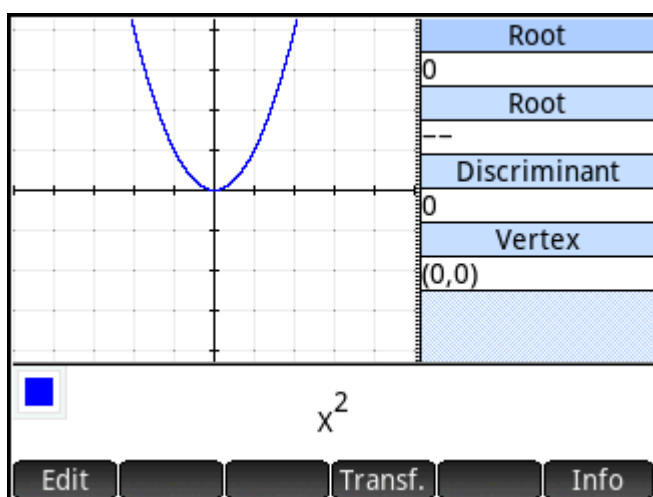 Root
0
Root
--
Discriminant
0
Vertex
(0,0)
x²
Edit Transf. Info